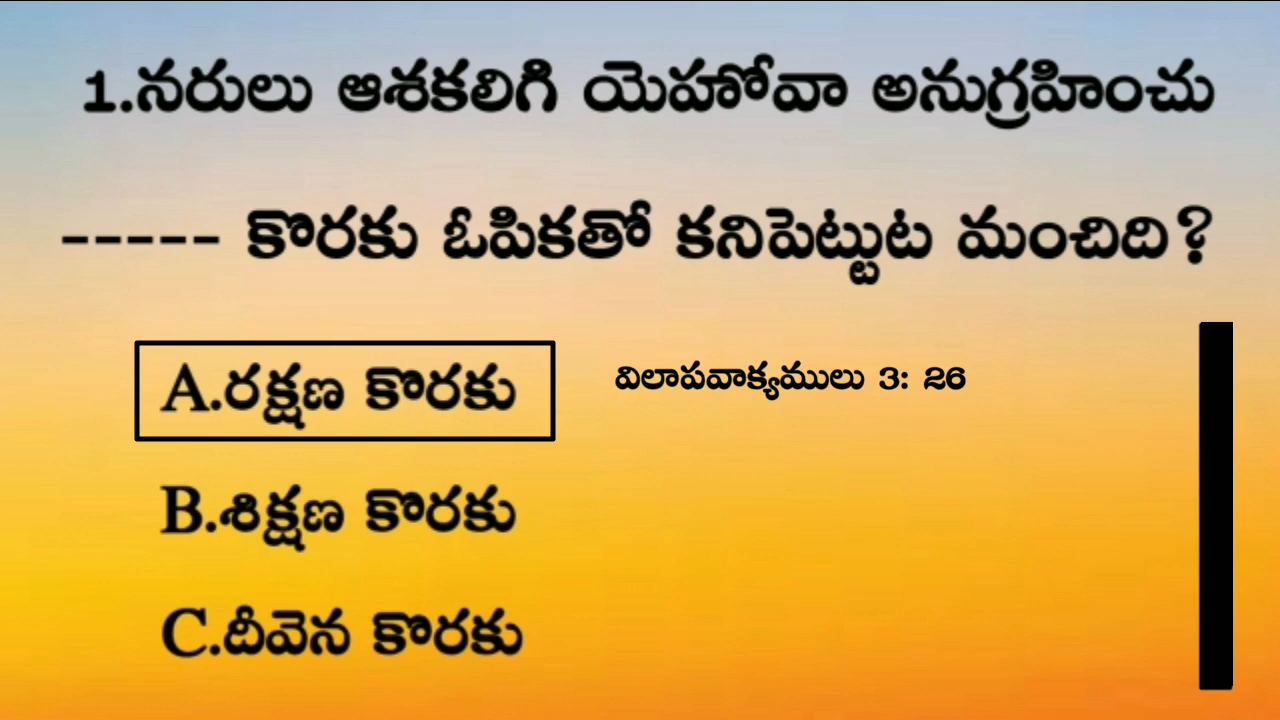 1.నరులు ఆశకలిగి యెహోవా అనుగ్రహించు
----- కొరకు ఓపికతో కనిపెట్టుట మంచిది?
A.రక్షణ కొరకు
విలాపవాక్యములు 3: 26
B.శిక్షణ కొరకు
C.దీవెన కొరకు